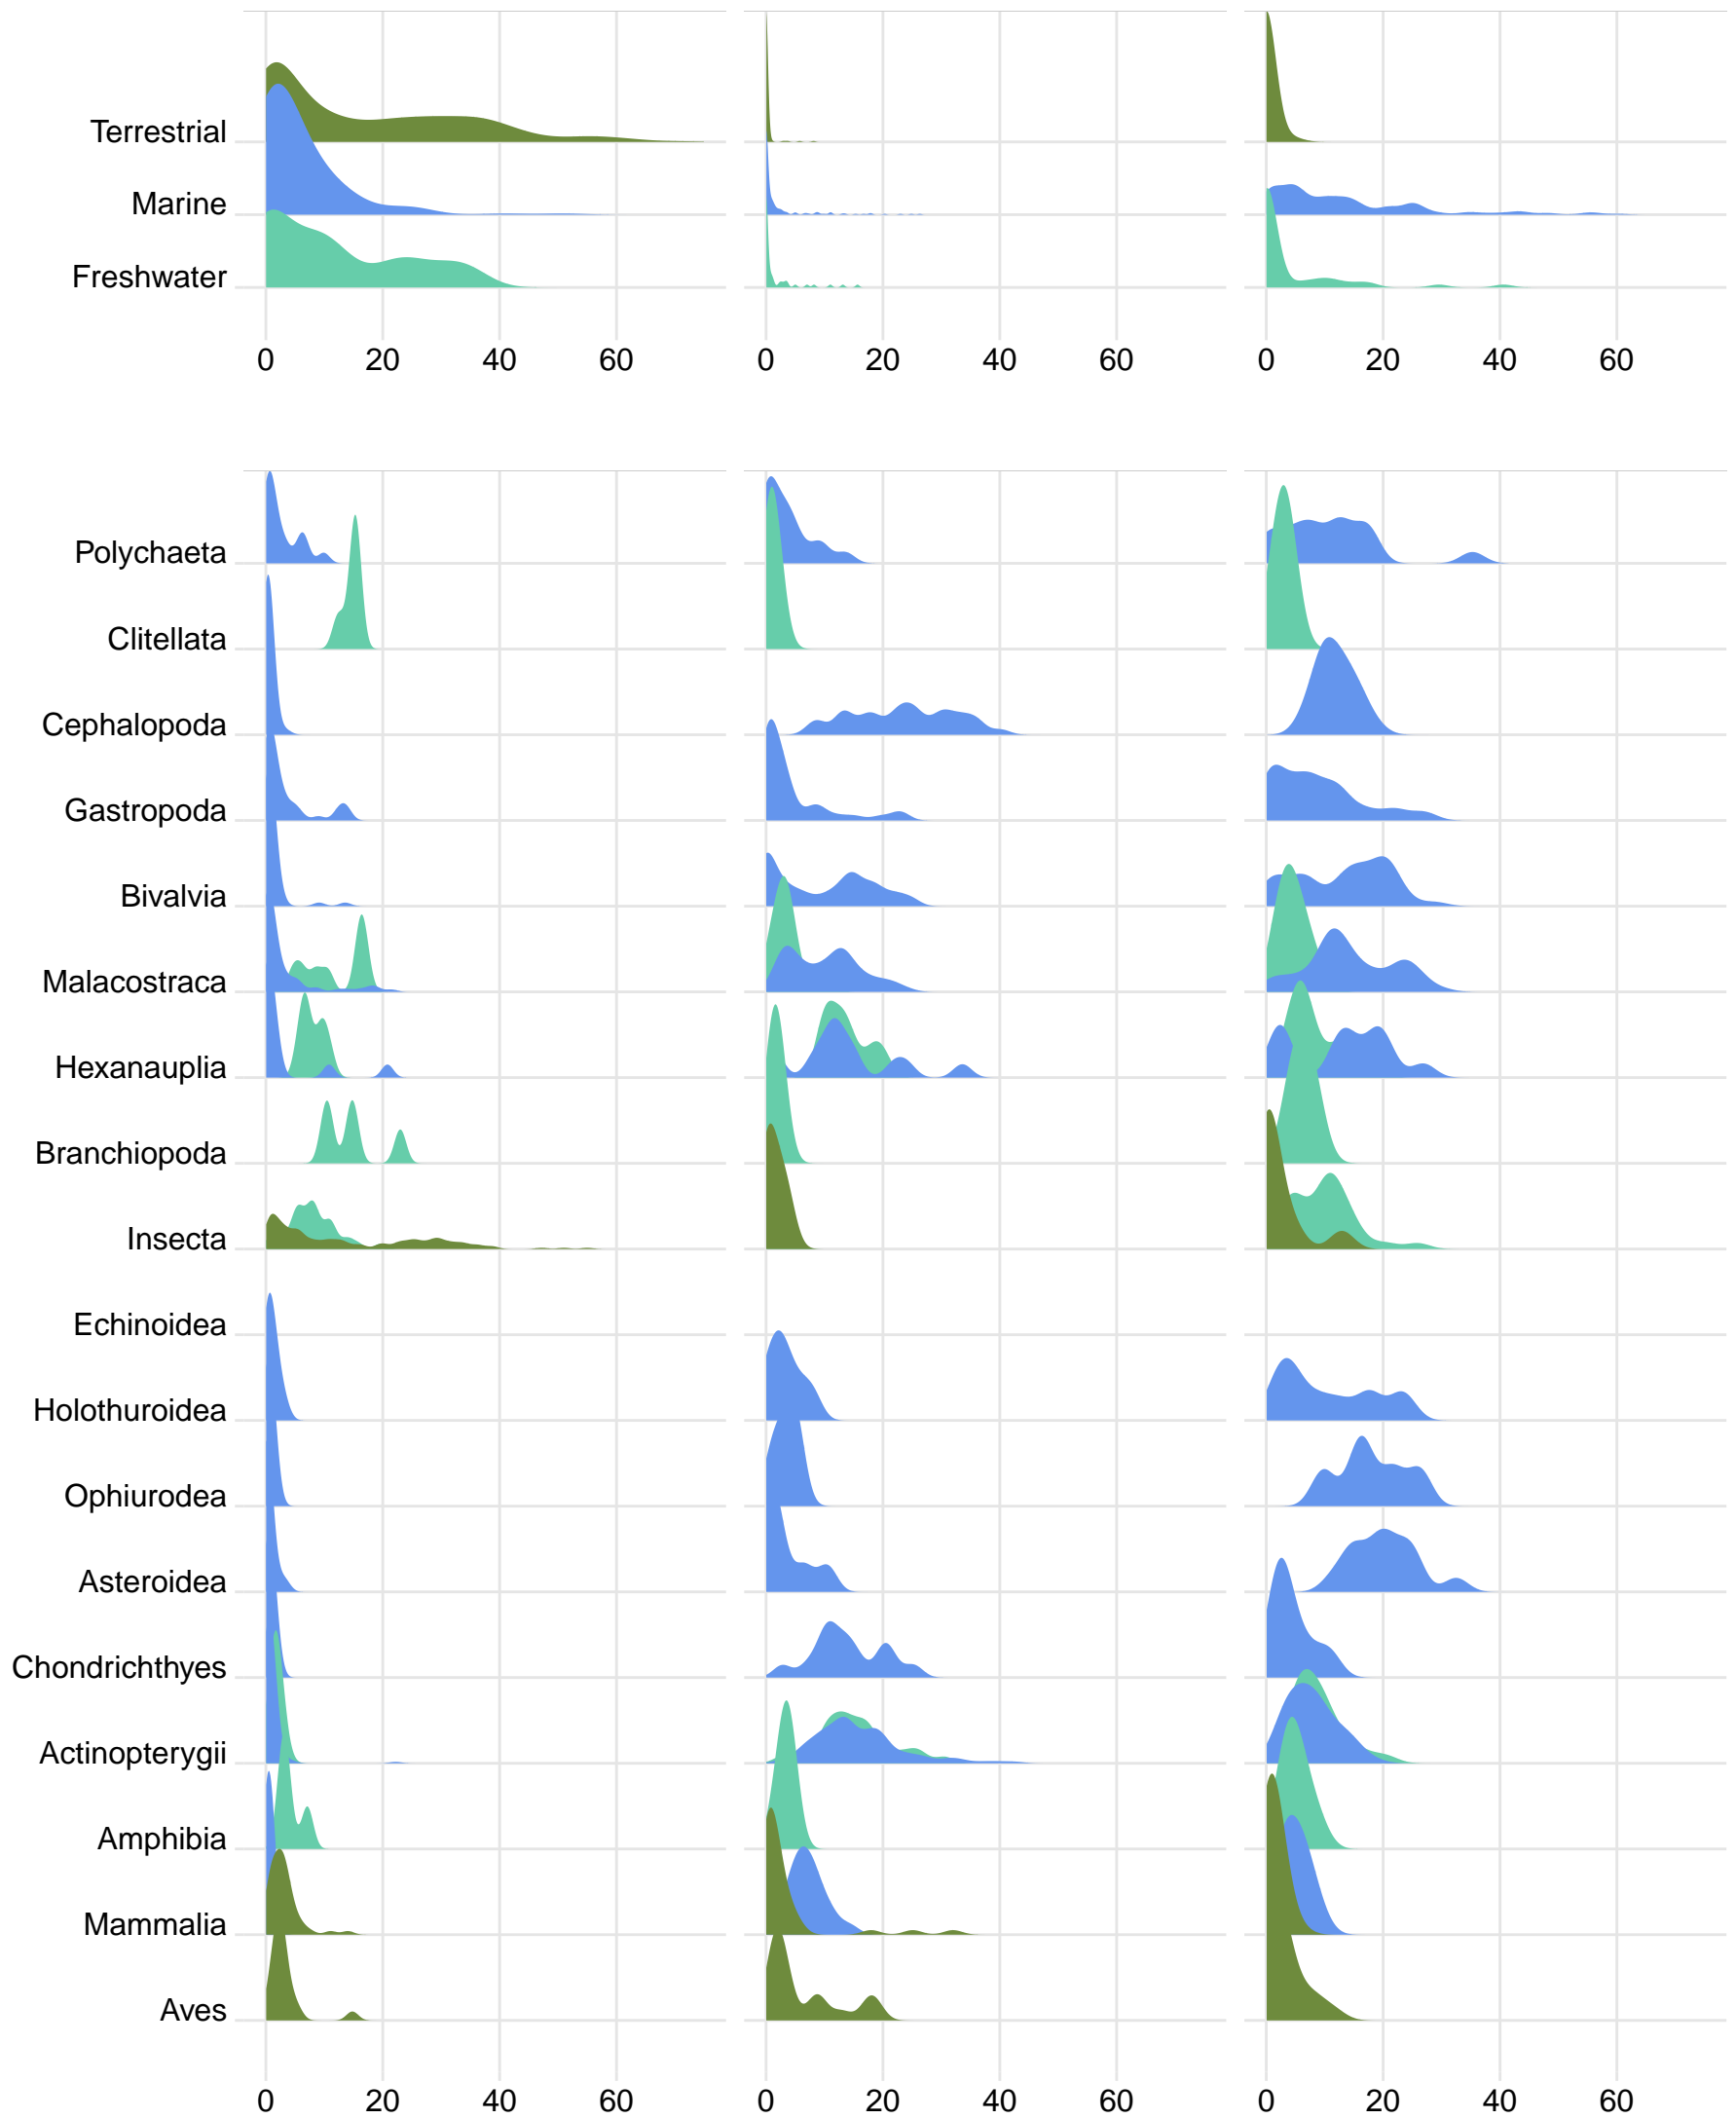 Terrestrial
Marine
Freshwater
0 20 40 60 0 20 40 60 0 20 40 60
Polychaeta
Clitellata
Cephalopoda
Gastropoda
Bivalvia
Malacostraca
Hexanauplia
Branchiopoda
Insecta
Echinoidea
Holothuroidea
Ophiurodea
Asteroidea
Chondrichthyes
Actinopterygii
Amphibia
Mammalia
Aves
0 20 40 60 0 20 40 60 0 20 40 60